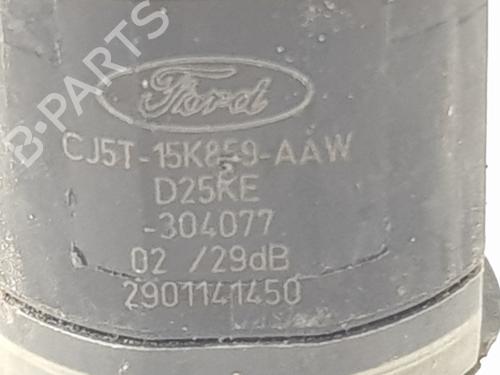 B-PARTS
Ford
CJ5T-15K859-AAW
D25KE
-304077
02 /29dB
2901141450